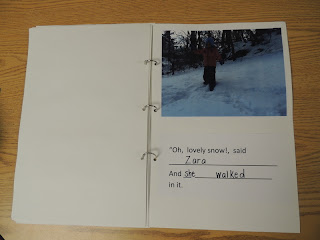 "Oh, lovely snow!, said
Zara
And she walked
in it.